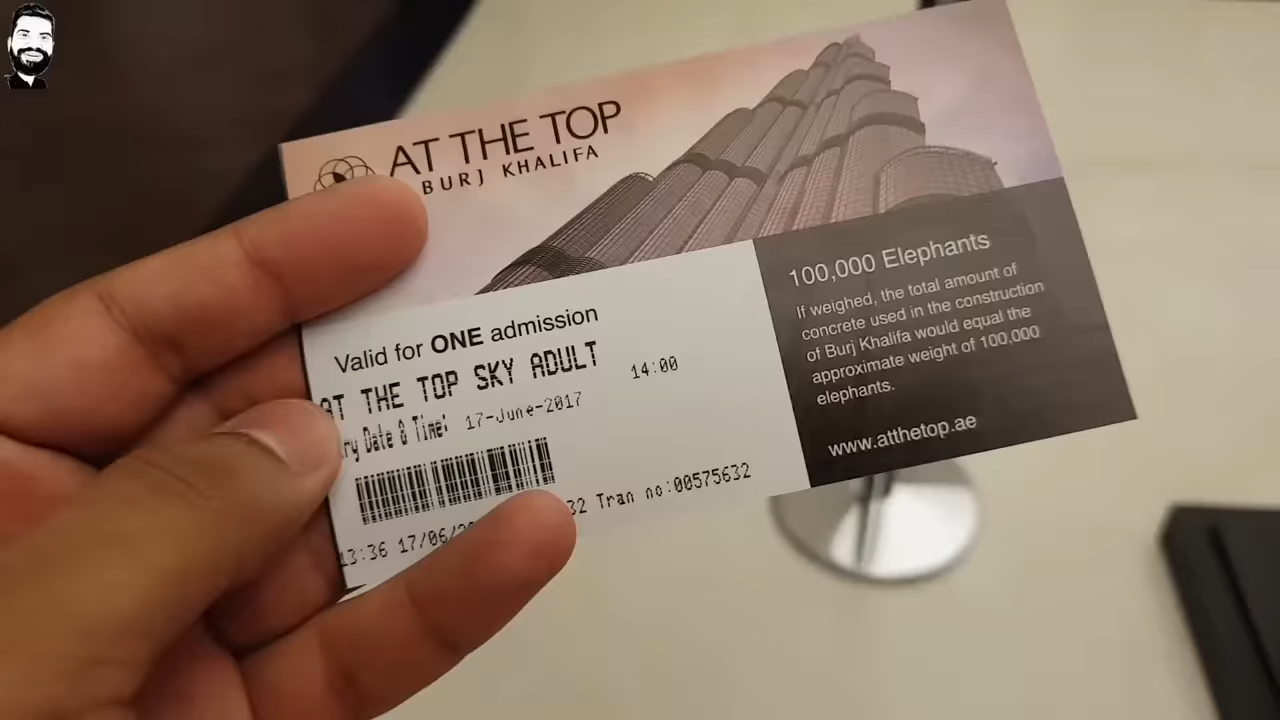 AT THE TOP
BURJ KHALIFA
Valid for ONE admission
AT THE TOP SKY ADULT
14:00
Date & Time: 17-June-2017
13:36
Tran no:00575632
100,000 Elephants
If weighed, the total amount of
concrete used in the construction
of Burj Khalifa would equal the
approximate weight of 100,000
elephants.
www.atthetop.ae